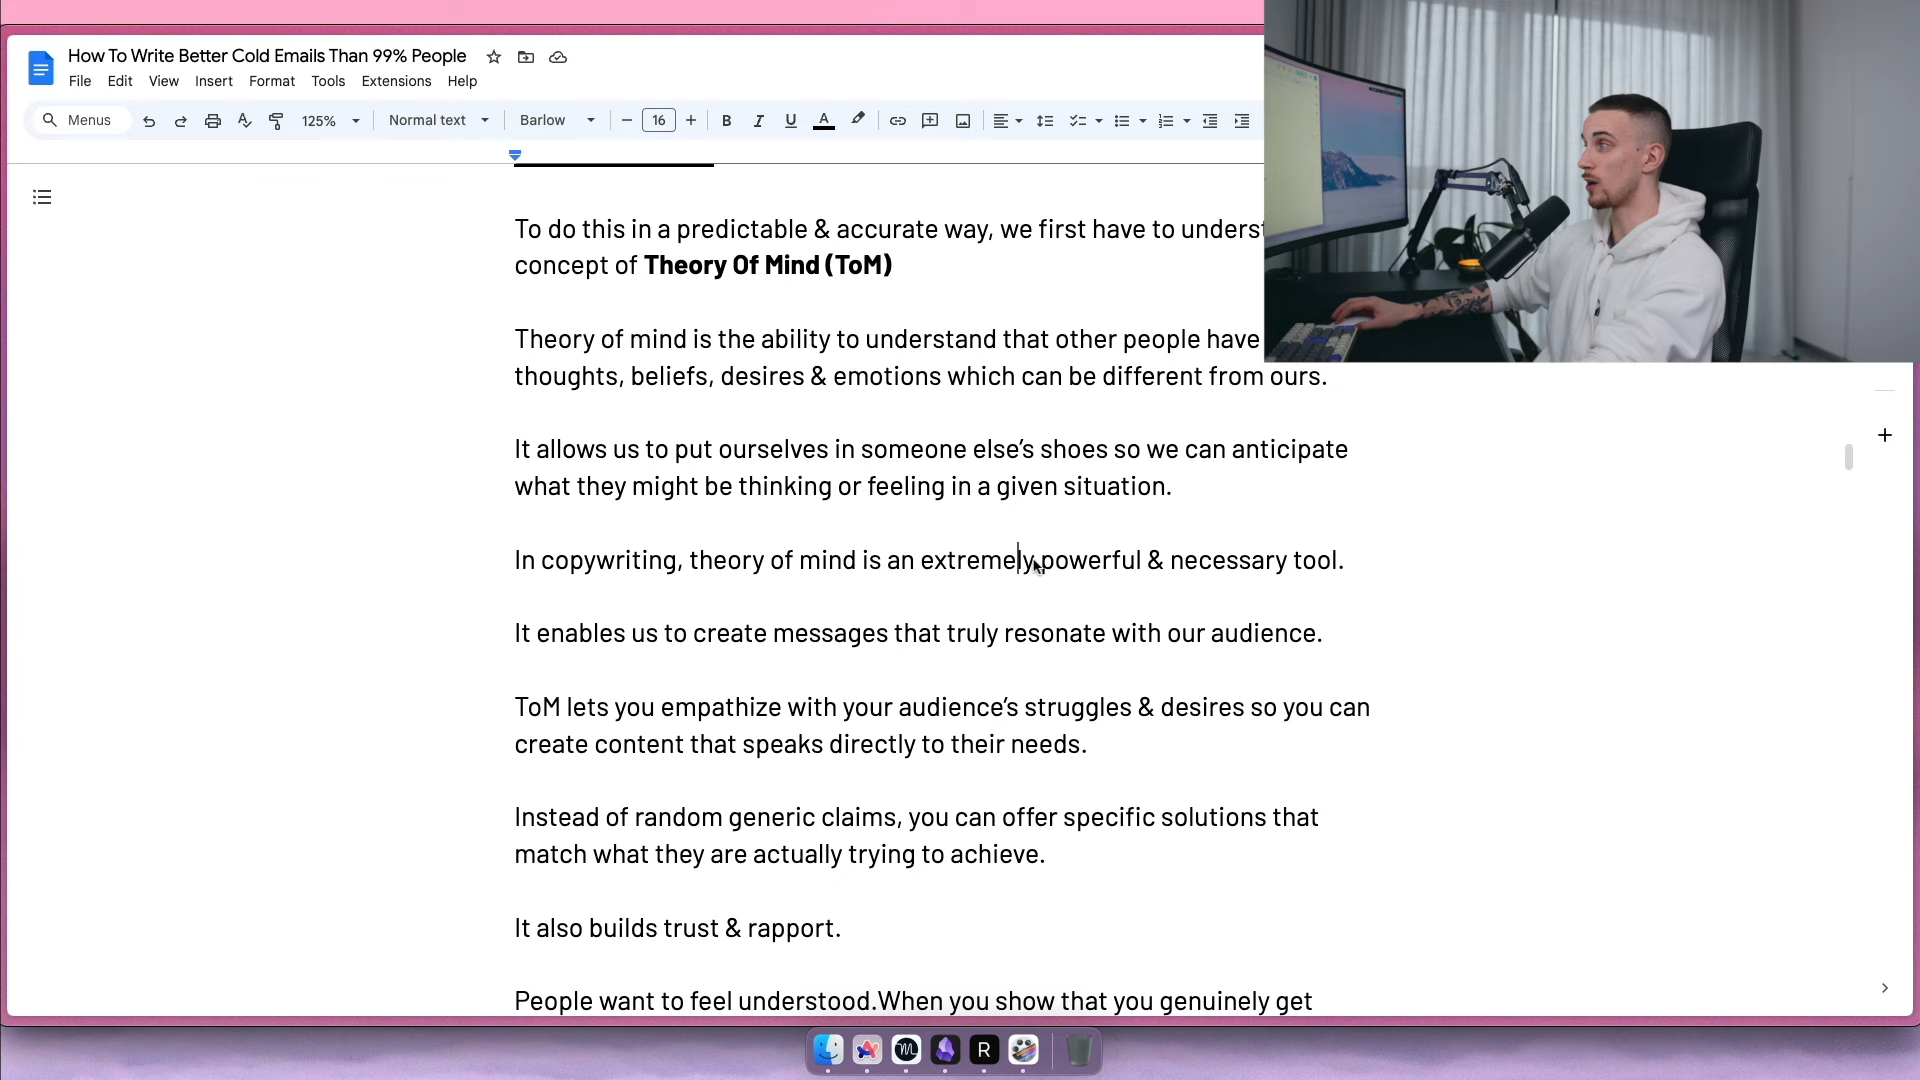 How To Write Better Cold Emails Than 99% People
File Edit View Insert Format Tools Extensions Help
Menus 125% Normal text Barlow 16 B I U A
To do this in a predictable & accurate way, we first have to
concept of Theory Of Mind (ToM)
Theory of mind is the ability to understand that other people have
thoughts, beliefs, desires & emotions which can be different from ours.
It allows us to put ourselves in someone else’s shoes so we can anticipate
what they might be thinking or feeling in a given situation.
In copywriting, theory of mind is an extremely powerful & necessary tool.
It enables us to create messages that truly resonate with our audience.
ToM lets you empathize with your audience’s struggles & desires so you can
create content that speaks directly to their needs.
Instead of random generic claims, you can offer specific solutions that
match what they are actually trying to achieve.
It also builds trust & rapport.
People want to feel understood.When you show that you genuinely get
R